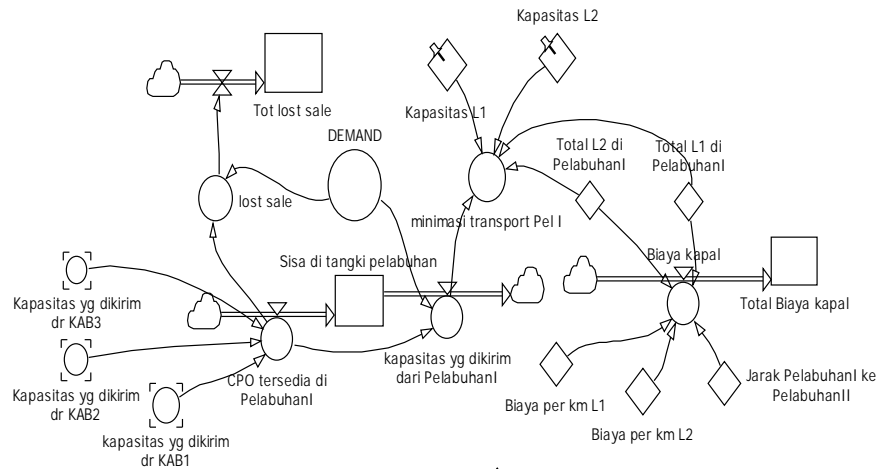 Kapasitas L2
Kapasitas L1
Tot lost sale
DEMAND
Total L2 di
PelabuhanI
Total L1 di
PelabuhanI
lost sale
minimasi transport Pel I
Sisa di tangki pelabuhan
Biaya kapal
Kapasitas yg dikirim
dr KAB3
Total Biaya kapal
CPO tersedia di
PelabuhanI
kapasitas yg dikirim
dari PelabuhanI
Kapasitas yg dikirim
dr KAB2
Biaya per km L1
Jarak PelabuhanI ke
PelabuhanII
Biaya per km L2
kapasitas yg dikirim
dr KAB1